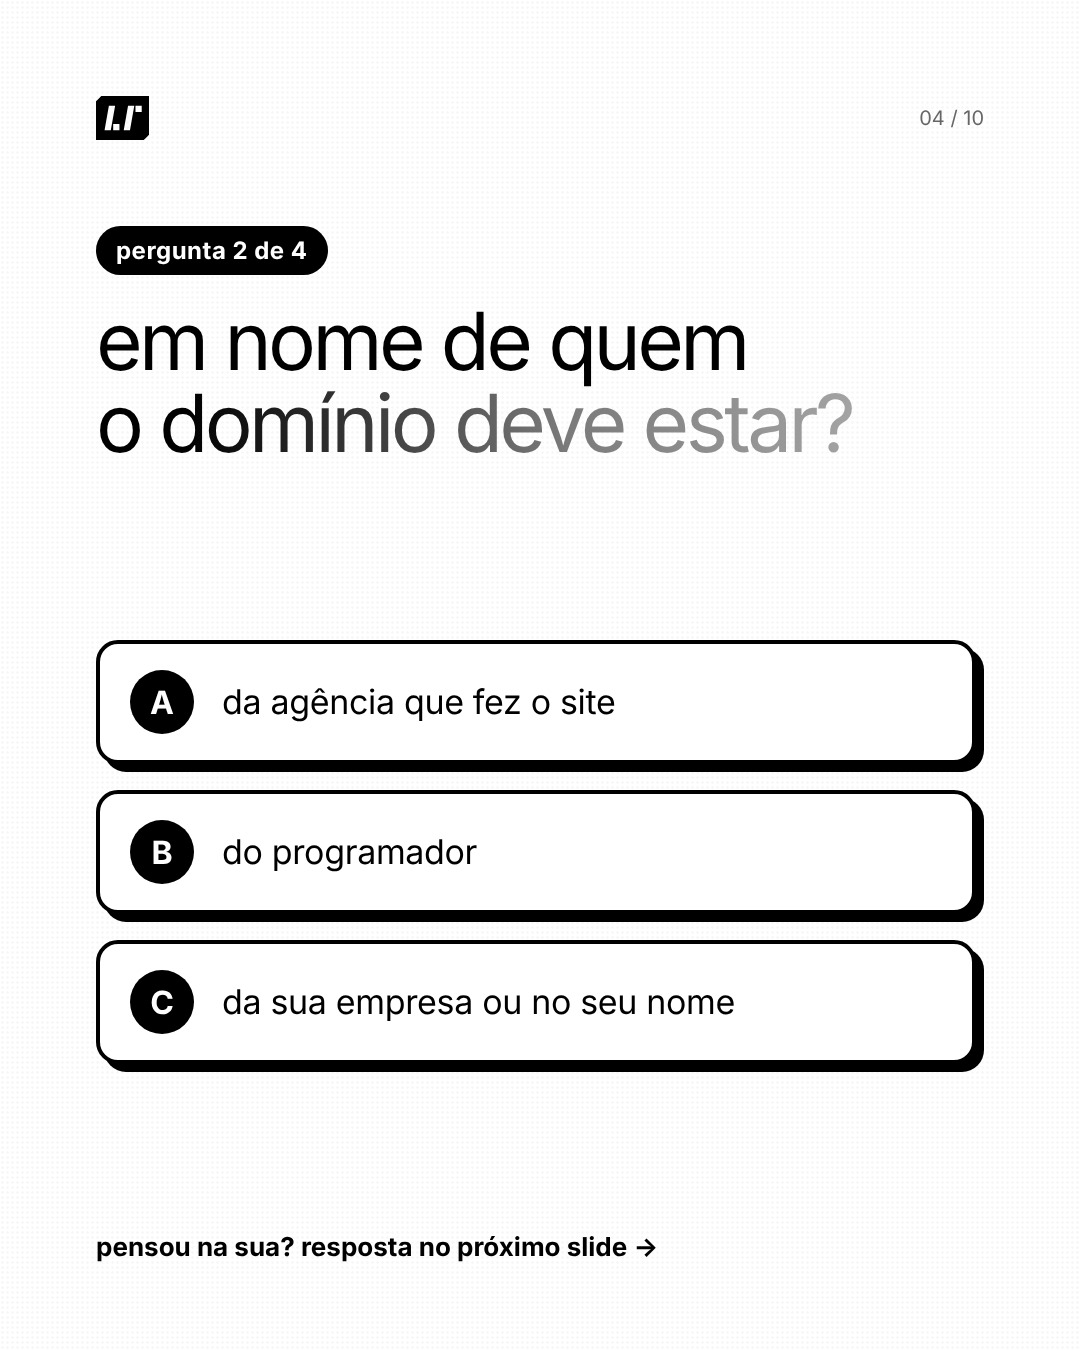 04 / 10
pergunta 2 de 4
em nome de quem
o domínio deve estar?
A da agência que fez o site
B do programador
C da sua empresa ou no seu nome
pensou na sua? resposta no próximo slide →